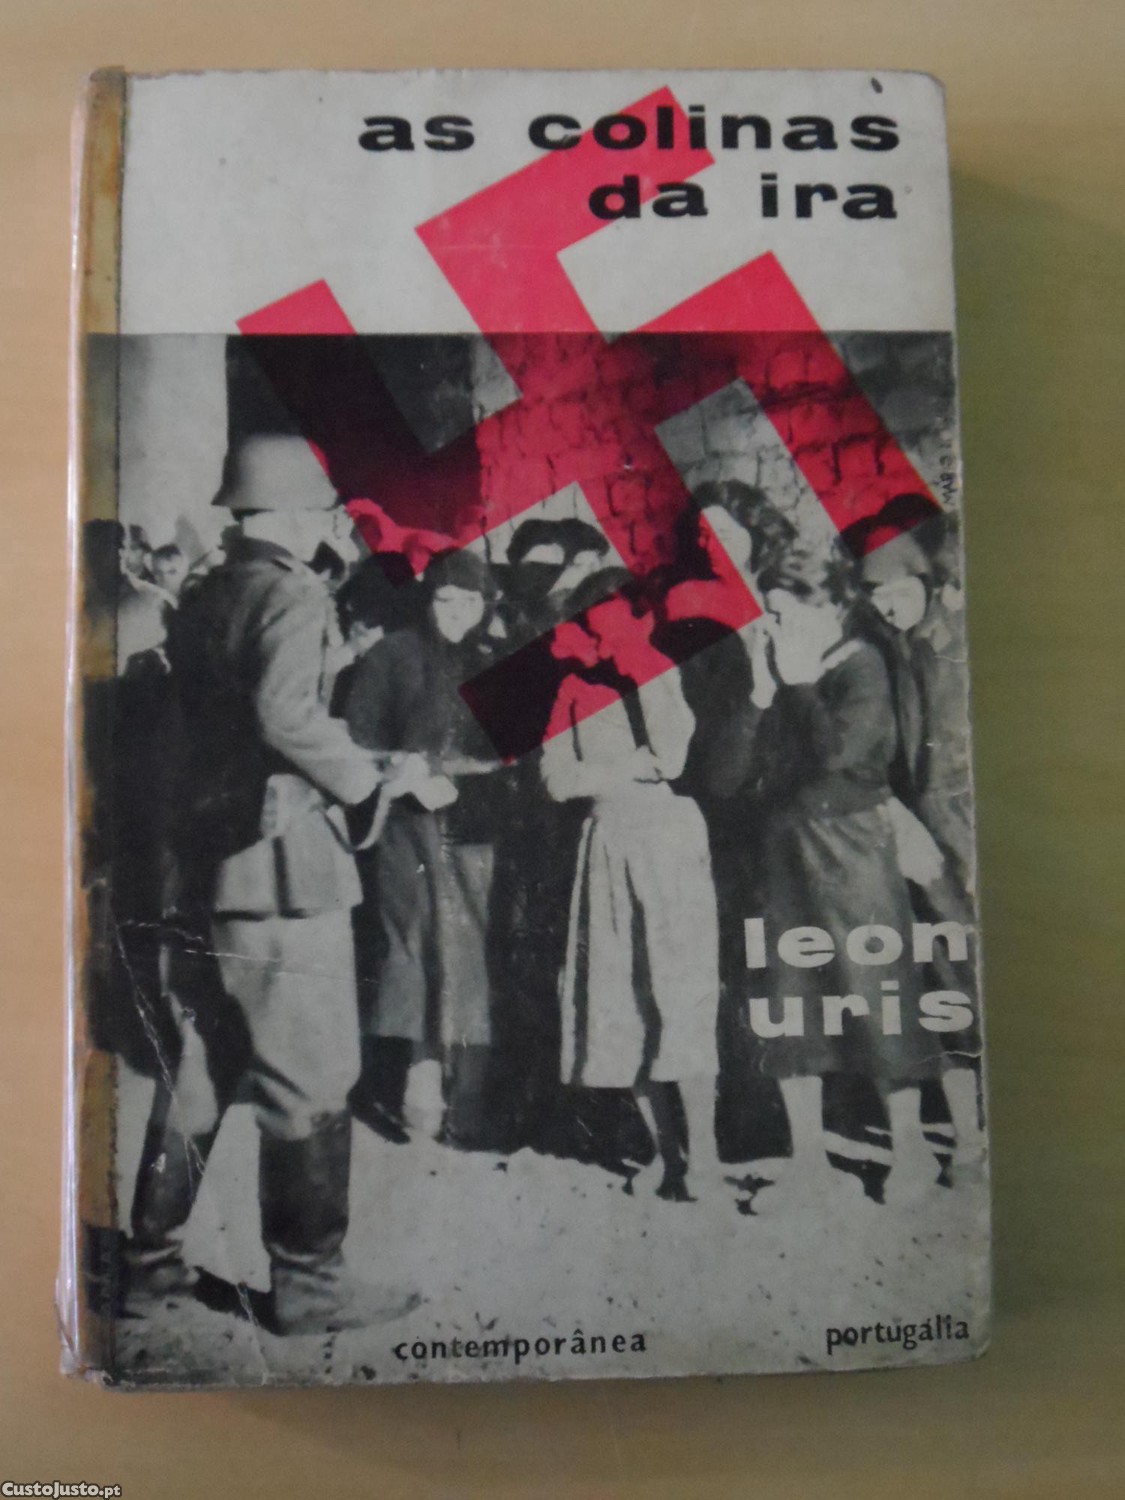 as colinas
da ira
leon
uris
contemporânea
portugália
CustoJusto.pt